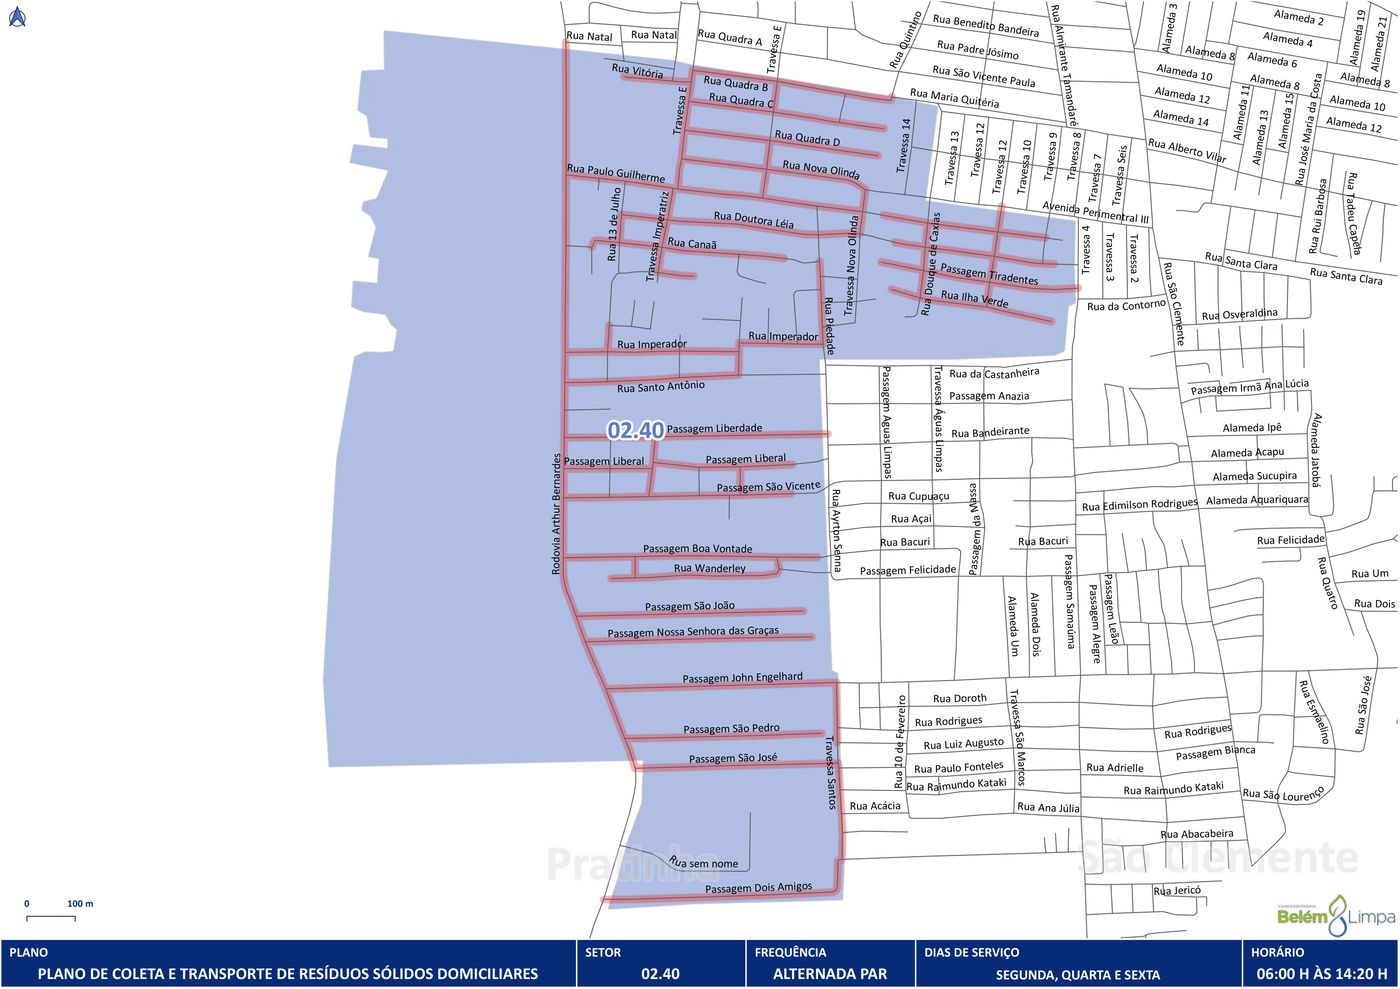 Rua Natal
Rua Natal
Rua Quadra A
Travessa E
Rua Quintino
Rua Benedito Bandeira
Rua Padre Jósimo
Rua São Vicente Paula
Rua Maria Quitéria
Rua Almirante Tamandaré
Alameda 3
Alameda 2
Alameda 4
Alameda 19
Alameda 21
Alameda 8
Alameda 6
Alameda 8
Alameda 8
Alameda 10
Alameda 12
Alameda 14
Alameda 11
Alameda 13
Alameda 15
Rua José Maria da Costa
Alameda 10
Alameda 12
Rua Vitória
Rua Quadra B
Rua Quadra C
Travessa E
Rua Quadra D
Rua Nova Olinda
Travessa 14
Travessa 13
Travessa 12
Travessa 12
Travessa 10
Travessa 9
Travessa 8
Travessa 7
Travessa Seis
Rua Alberto Vilar
Rua Rui Barbosa
Rua Tadeu Capela
Rua Paulo Guilherme
Rua 13 de Julho
Travessa Imperatriz
Rua Doutora Léia
Rua Canaã
Travessa Nova Olinda
Rua Douque de Caxias
Avenida Perimentral III
Passagem Tiradentes
Rua Ilha Verde
Travessa 4
Travessa 3
Travessa 2
Rua da Contorno
Rua São Clemente
Rua Santa Clara
Rua Santa Clara
Rua Osveraldina
Rua Imperador
Rua Imperador
Rua Piedade
Rua Santo Antônio
Passagem Aguas Limpas
Travessa Águas Limpas
Rua da Castanheira
Passagem Anazia
Rua Bandeirante
Passagem Irmã Ana Lúcia
Alameda Ipê
Alameda Acapu
Alameda Sucupira
Alameda Aquariquara
Alameda Jatobá
02.40
Passagem Liberdade
Passagem Liberal
Passagem Liberal
Passagem São Vicente
Rodovia Arthur Bernardes
Rua Ayrton Senna
Rua Cupuaçu
Rua Açai
Rua Bacuri
Passagem da Massa
Rua Bacuri
Rua Edimilson Rodrigues
Rua Felicidade
Rua Quatro
Rua Um
Rua Dois
Passagem Boa Vontade
Rua Wanderley
Passagem Felicidade
Passagem São João
Passagem Nossa Senhora das Graças
Alameda Um
Alameda Dois
Passagem Samaúma
Passagem Alegre
Passagem Leão
Passagem John Engelhard
Passagem São Pedro
Passagem São José
Travessa Santos
Rua 10 de Fevereiro
Rua Doroth
Rua Rodrigues
Rua Luiz Augusto
Rua Paulo Fonteles
Rua Raimundo Kataki
Rua Acácia
Travessa São Marcos
Rua Ana Júlia
Rua Adrielle
Rua Raimundo Kataki
Rua Rodrigues
Passagem Bianca
Rua Esmaelino
Rua São José
Rua São Lourenço
Rua Abacabeira
Rua Jericó
Pratinha
São Clemente
Rua sem nome
Passagem Dois Amigos
0 100 m
CONCESSIONÁRIA
Belém Limpa
PLANO
PLANO DE COLETA E TRANSPORTE DE RESÍDUOS SÓLIDOS DOMICILIARES
SETOR
02.40
FREQUÊNCIA
ALTERNADA PAR
DIAS DE SERVIÇO
SEGUNDA, QUARTA E SEXTA
HORÁRIO
06:00 H ÀS 14:20 H